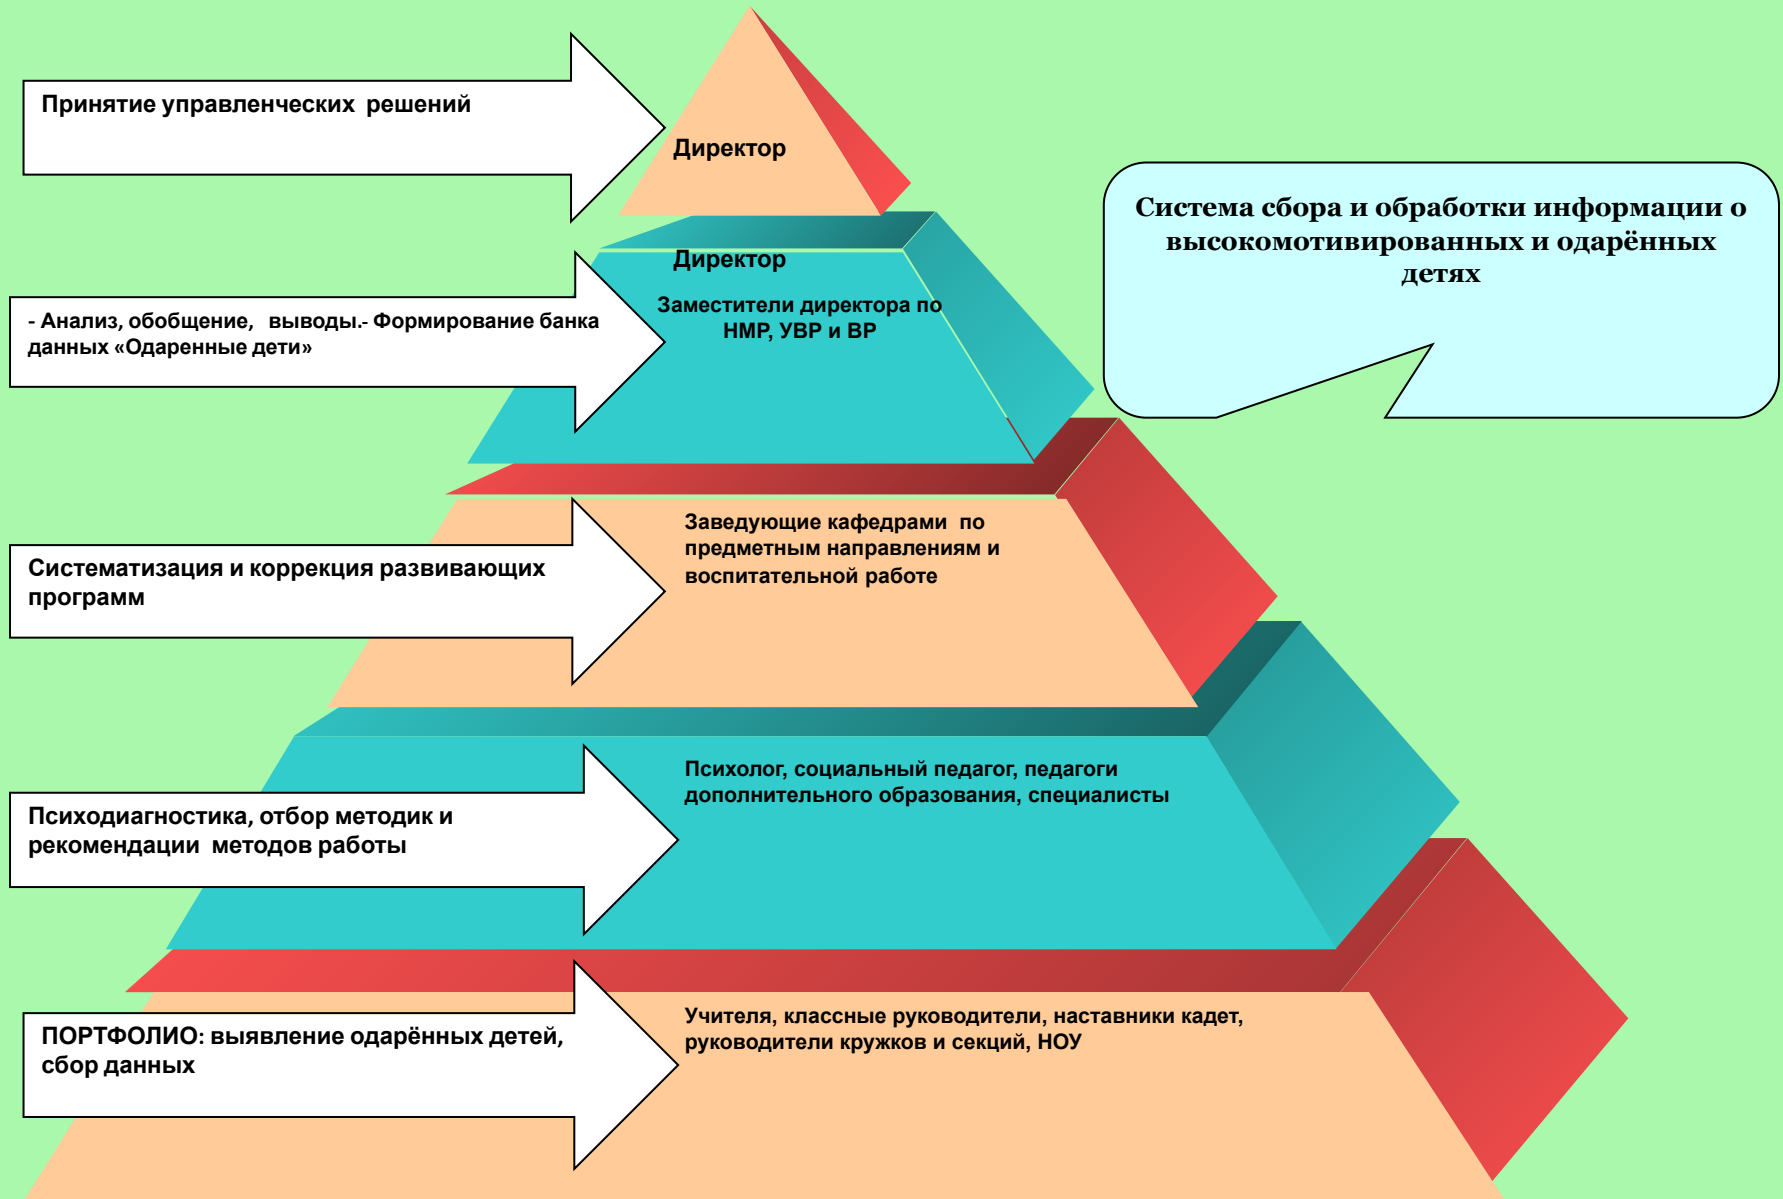 Принятие управленческих решений
Директор
Система сбора и обработки информации о
высокомотивированных и одарённых
детях
Директор
Заместители директора по
НМР, УВР и ВР
- Анализ, обобщение, выводы.- Формирование банка
данных «Одаренные дети»
Заведующие кафедрами по
предметным направлениям и
воспитательной работе
Систематизация и коррекция развивающих
программ
Психолог, социальный педагог, педагоги
дополнительного образования, специалисты
Психодиагностика, отбор методик и
рекомендации методов работы
Учителя, классные руководители, наставники кадет,
руководители кружков и секций, НОУ
ПОРТФОЛИО: выявление одарённых детей,
сбор данных